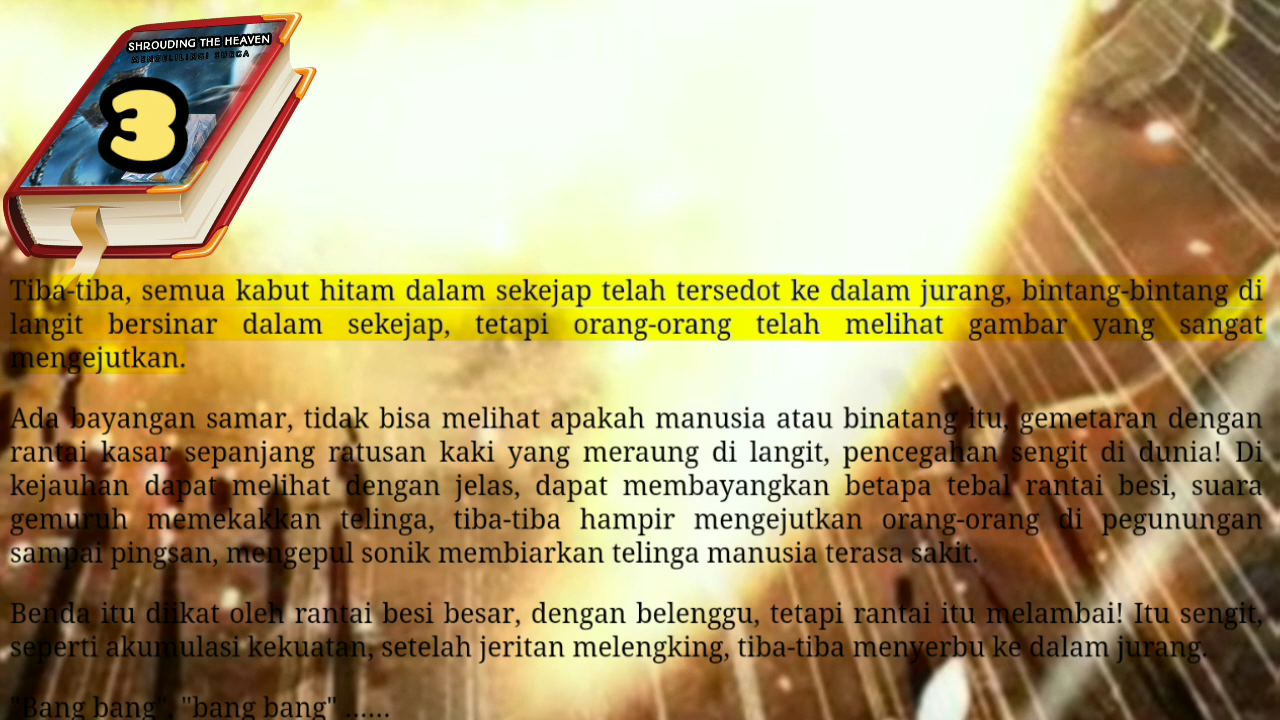 SHROUDING THE HEAVEN
MENGELILINGI SURGA
3
Tiba-tiba, semua kabut hitam dalam sekejap telah tersedot ke dalam jurang, bintang-bintang di
langit bersinar dalam sekejap, tetapi orang-orang telah melihat gambar yang sangat
mengejutkan.
Ada bayangan samar, tidak bisa melihat apakah manusia atau binatang itu, gemetaran dengan
rantai kasar sepanjang ratusan kaki yang meraung di langit, pencegahan sengit di dunia! Di
kejauhan dapat melihat dengan jelas, dapat membayangkan betapa tebal rantai besi, suara
gemuruh memekakkan telinga, tiba-tiba hampir mengejutkan orang-orang di pegunungan
sampai pingsan, mengepul sonik membiarkan telinga manusia terasa sakit.
Benda itu diikat oleh rantai besi besar, dengan belenggu, tetapi rantai itu melambai! Itu sengit,
seperti akumulasi kekuatan, setelah jeritan melengking, tiba-tiba menyerbu ke dalam jurang.
"Bang bang", "bang bang" ......